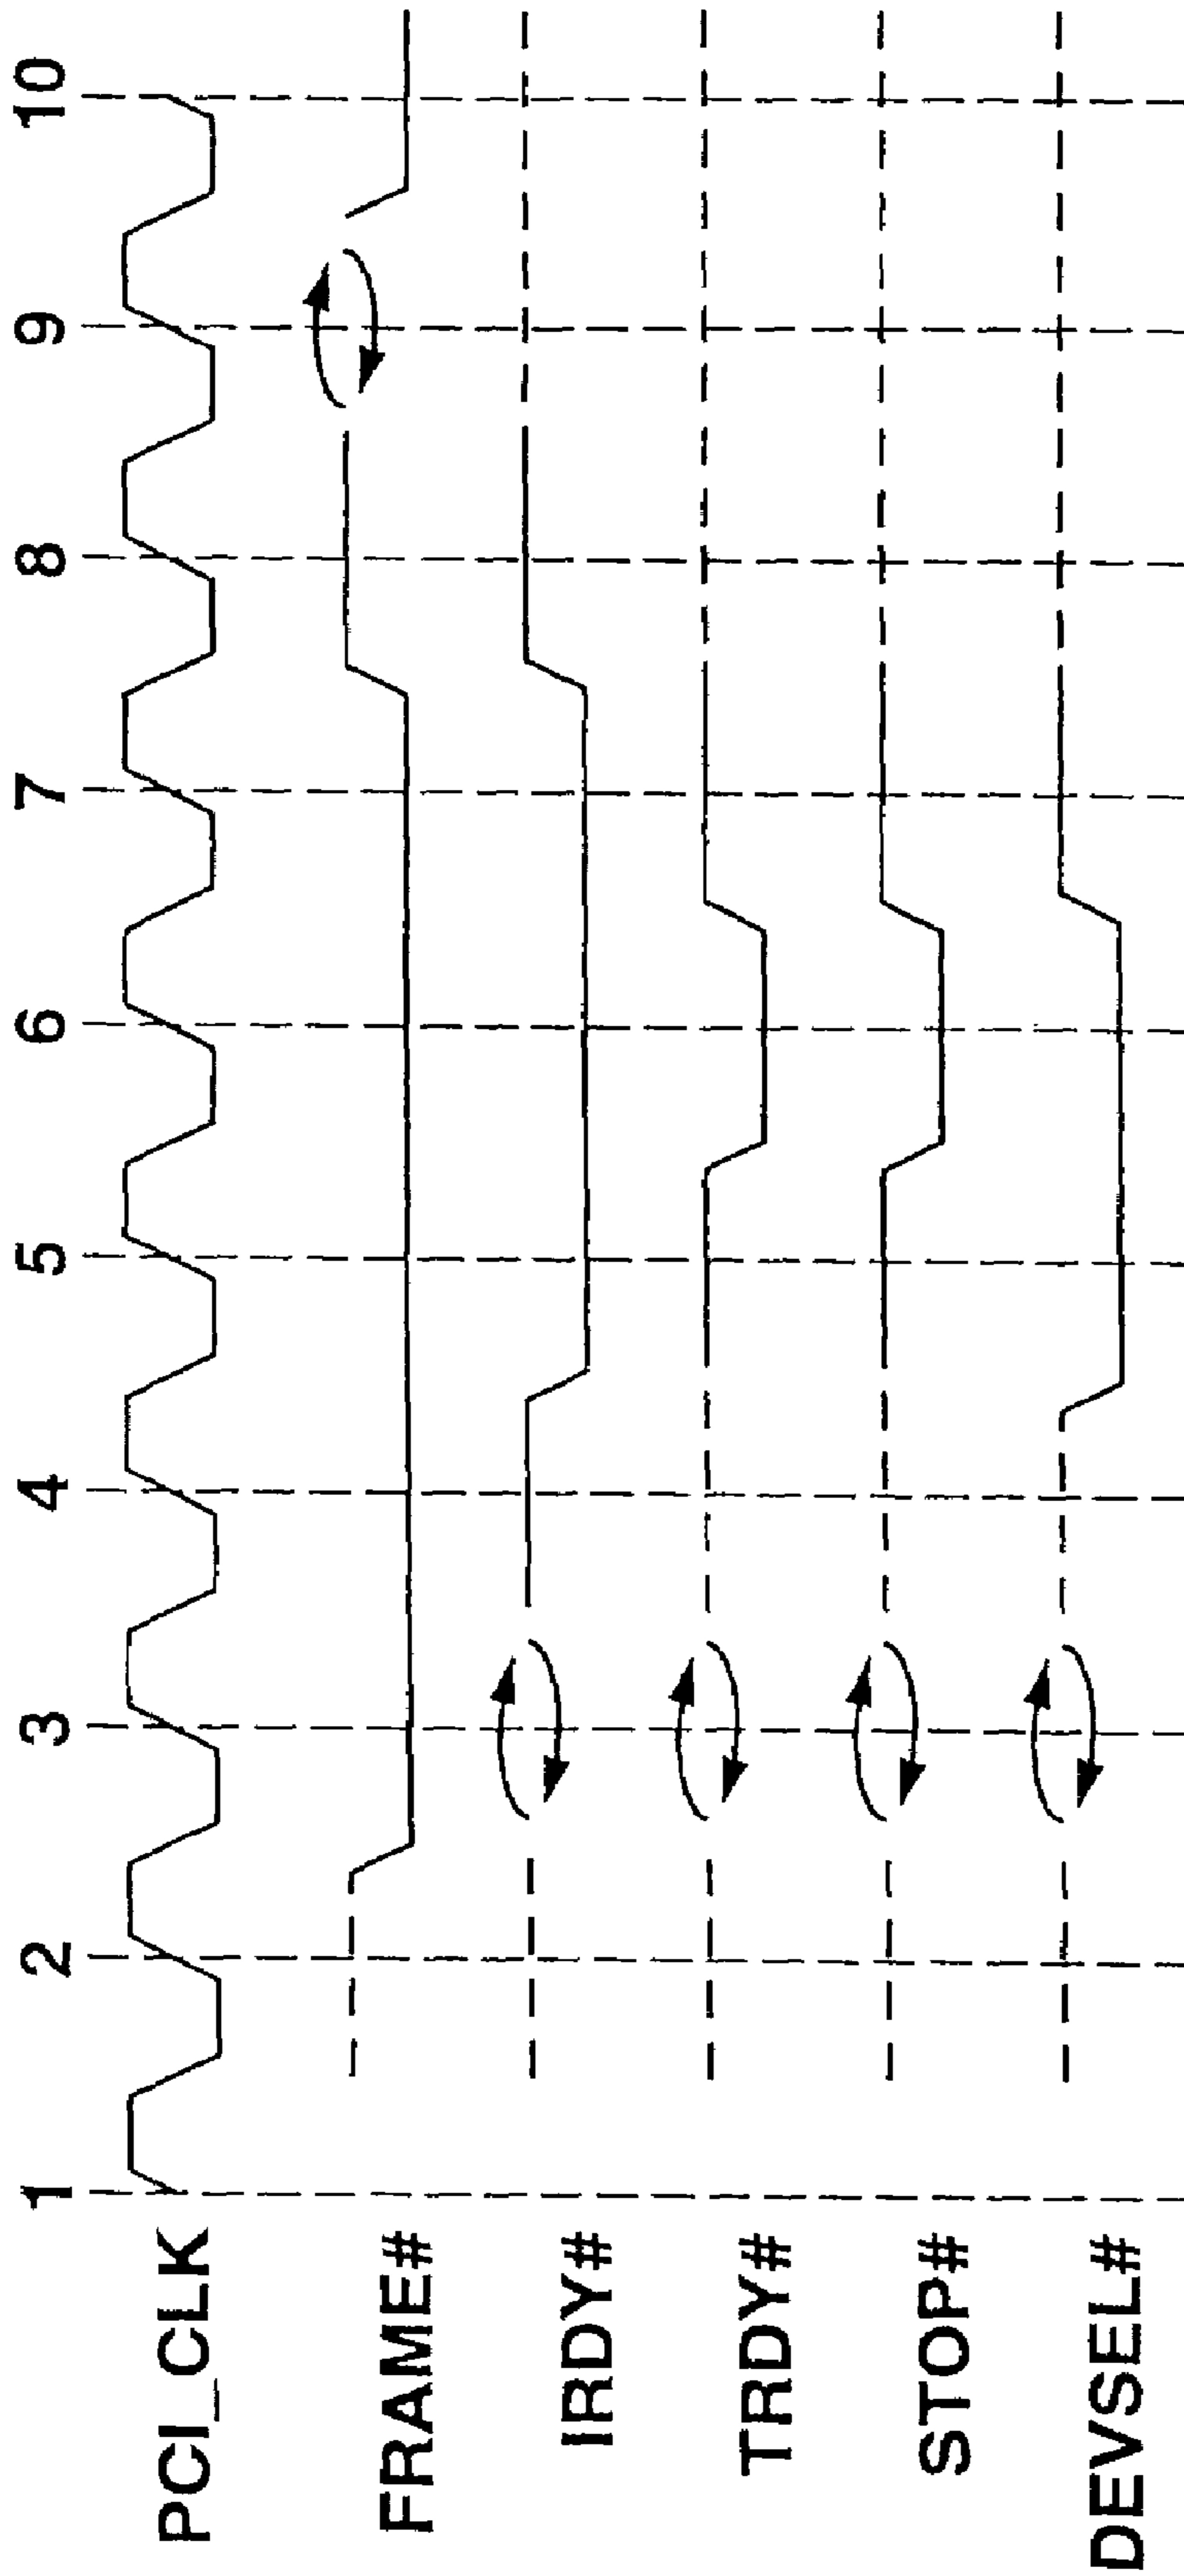 1 2 3 4 5 6 7 8 9 10
PCI_CLK
FRAME#
IRDY#
TRDY#
STOP#
DEVSEL#